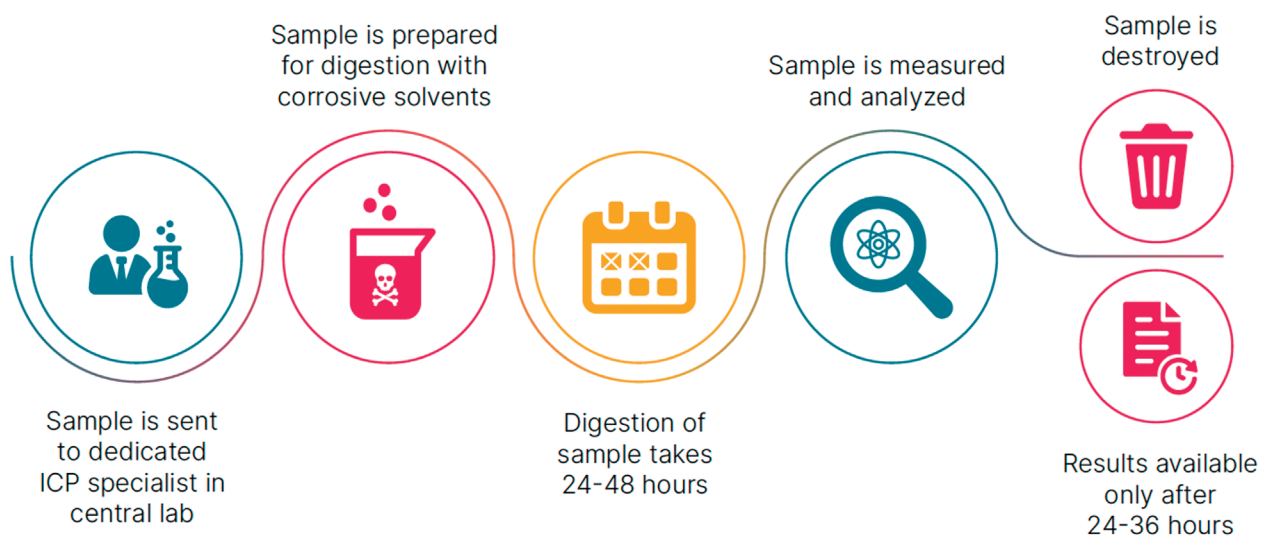 Sample is sent
to dedicated
ICP specialist in
central lab
Sample is prepared
for digestion with
corrosive solvents
Digestion of
sample takes
24-48 hours
Sample is measured
and analyzed
Sample is
destroyed
Results available
only after
24-36 hours